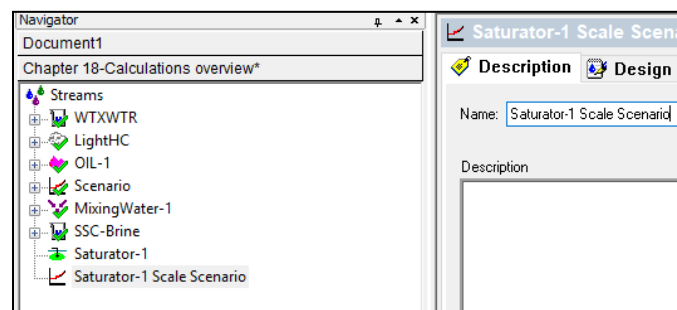 Navigator
Document1
Chapter 18-Calculations overview*
Streams
WTXWTR
LightHC
OIL-1
Scenario
MixingWater-1
SSC-Brine
Saturator-1
Saturator-1 Scale Scenario
Saturator-1 Scale Scena
Description Design
Name: Saturator-1 Scale Scenario
Description